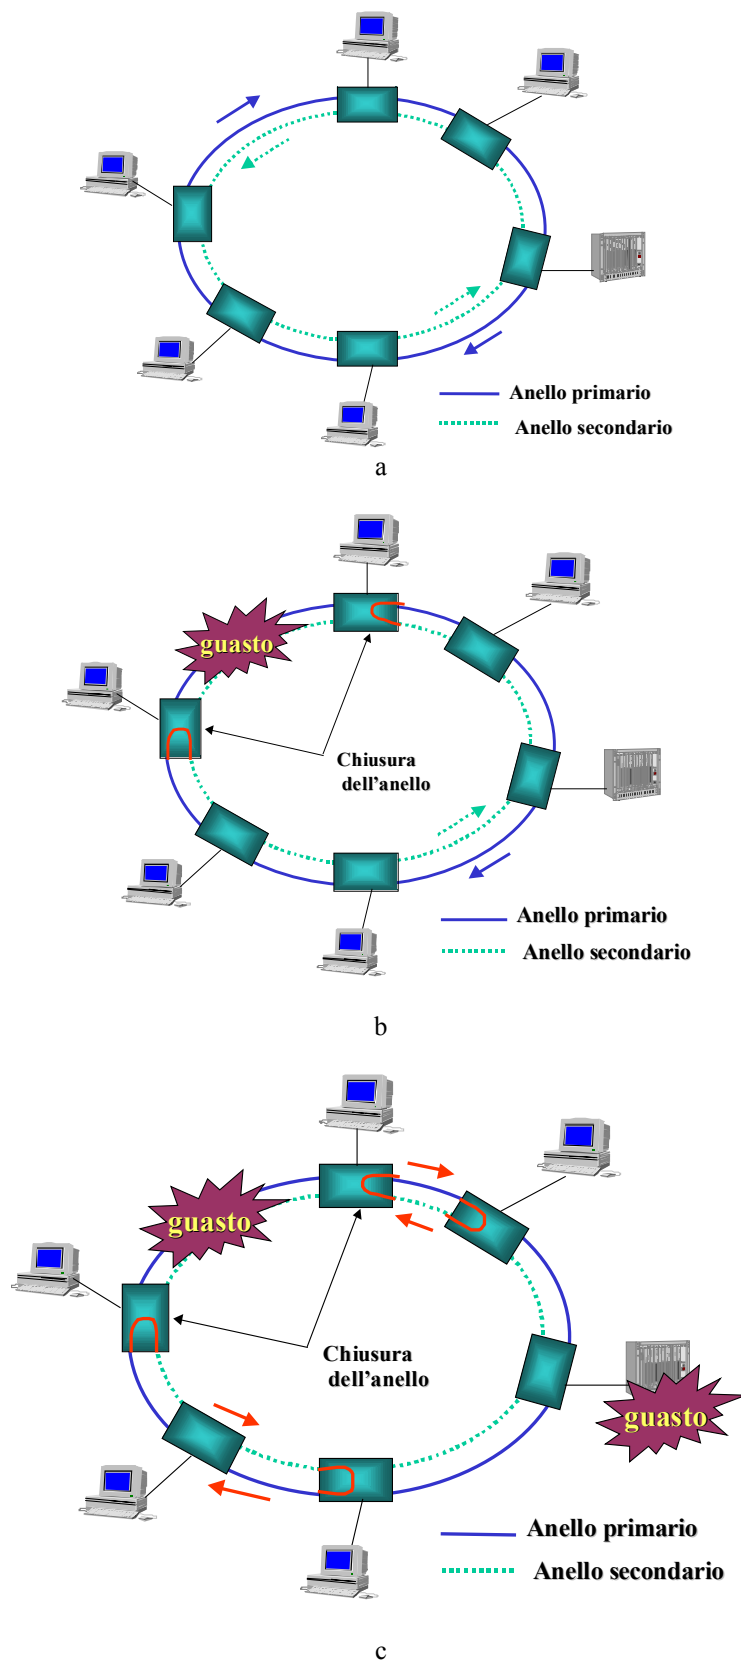 Anello primario
Anello secondario
a
guasto
Chiusura
dell'anello
Anello primario
Anello secondario
b
guasto
Chiusura
dell'anello
guasto
Anello primario
Anello secondario
c